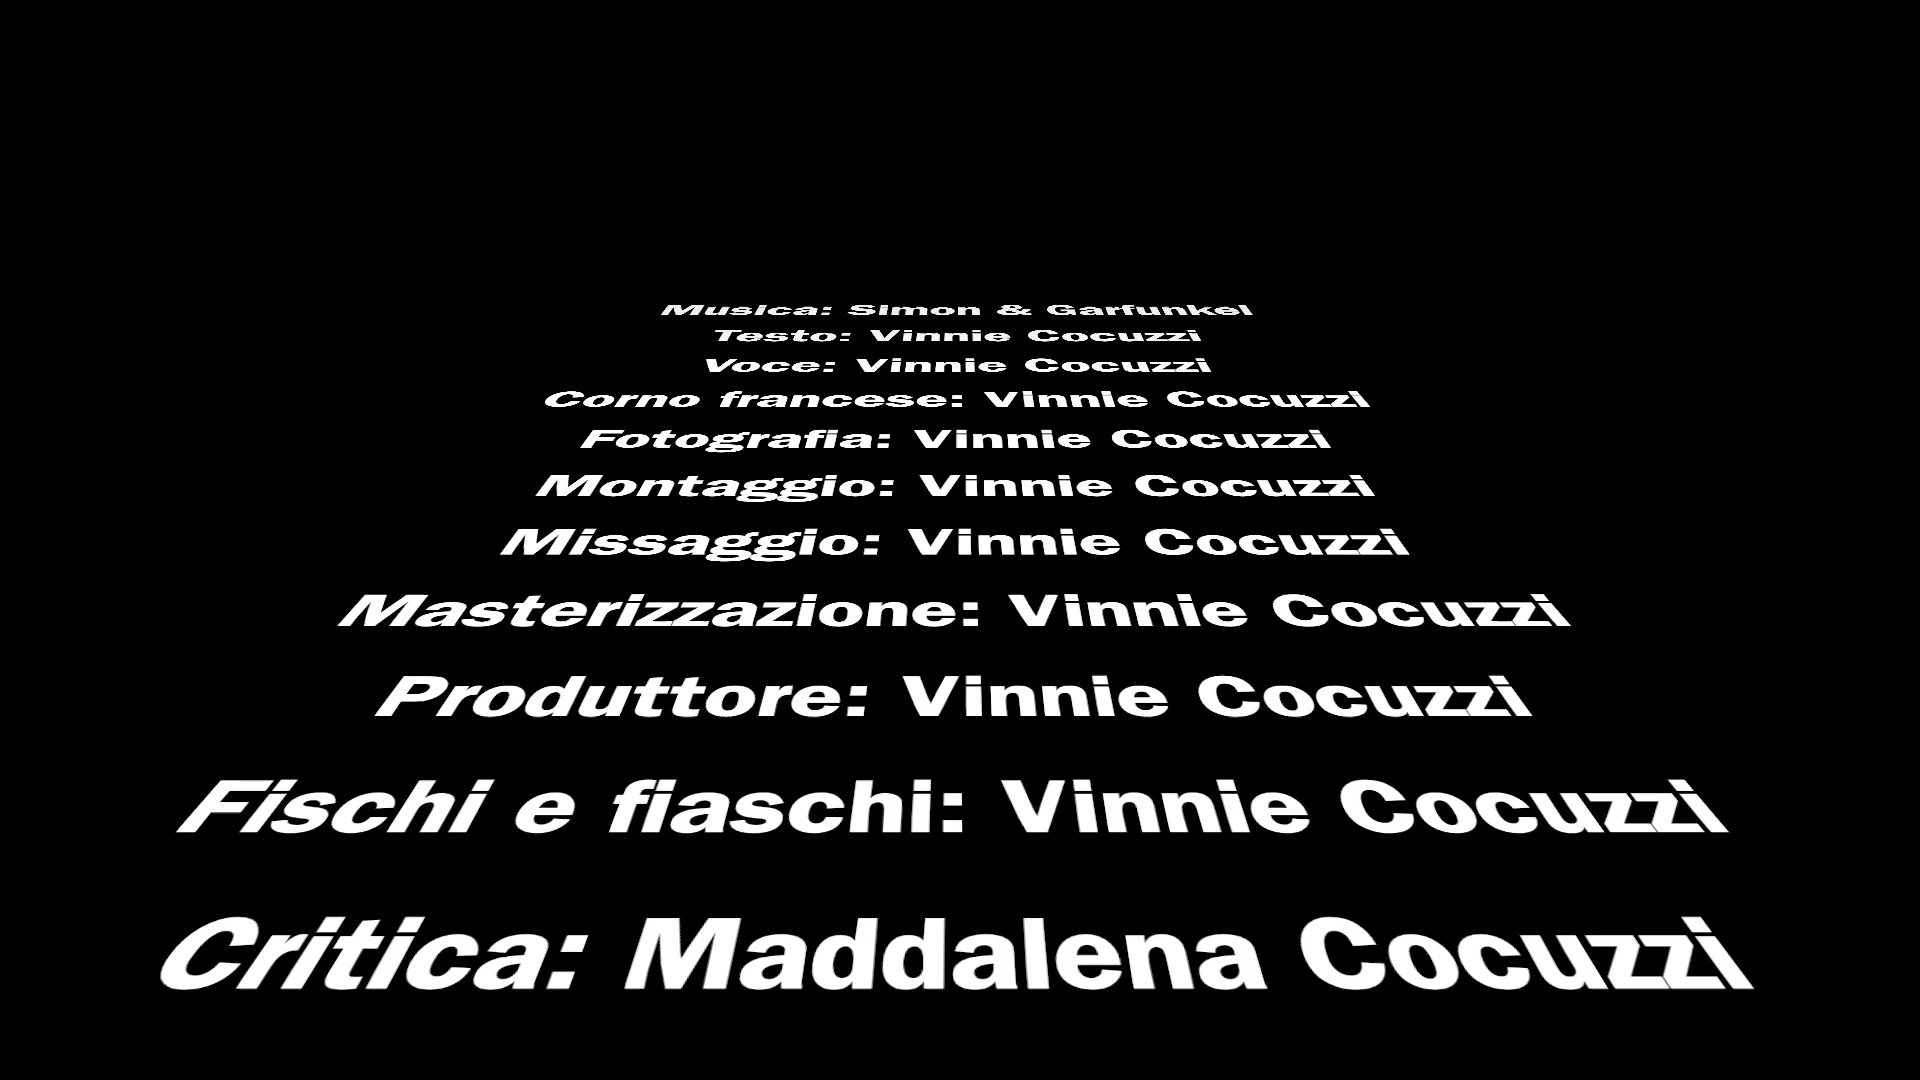 Musica: Simon & Garfunkel
Testo: Vinnie Cocuzzi
Voce: Vinnie Cocuzzi
Corno francese: Vinnie Cocuzzi
Fotografia: Vinnie Cocuzzi
Montaggio: Vinnie Cocuzzi
Missaggio: Vinnie Cocuzzi
Masterizzazione: Vinnie Cocuzzi
Produttore: Vinnie Cocuzzi
Fischi e fiaschi: Vinnie Cocuzzi
Critica: Maddalena Cocuzzi